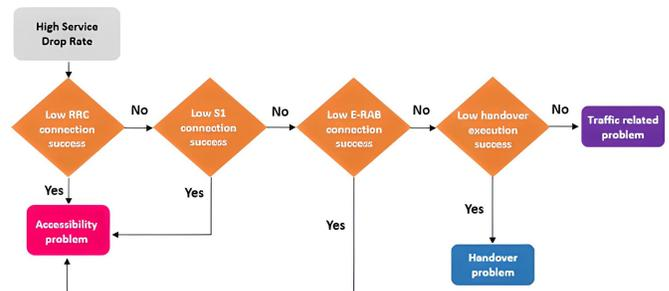 High Service
Drop Rate
Low RRC
connection
success
No
Low S1
connection
success
No
Low E-RAB
connection
success
No
Low handover
execution
success
No
Traffic related
problem
Yes
Yes
Yes
Yes
Accessibility
problem
Handover
problem